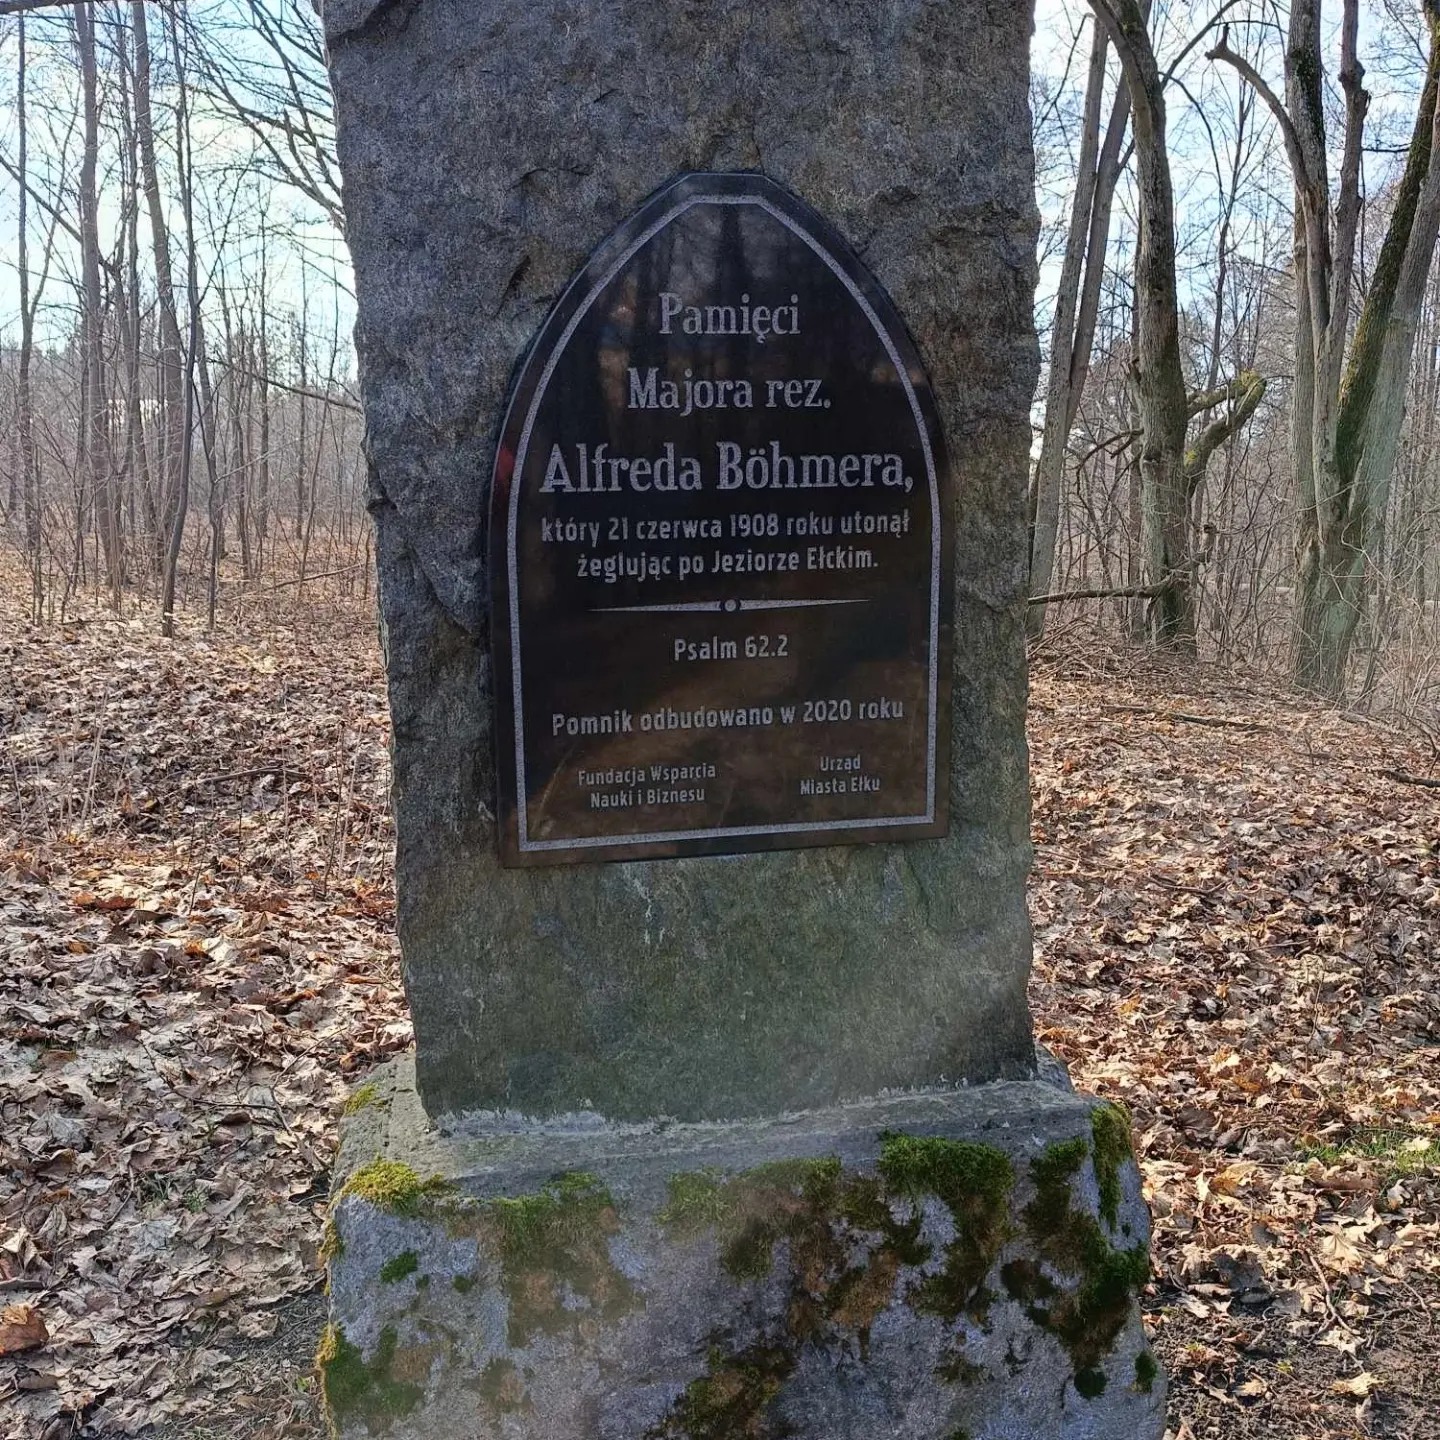 Pamięci
Majora rez.
Alfreda Böhmera,
który 21 czerwca 1908 roku utonął
żeglując po Jeziorze Ełckim.
Psalm 62.2
Pomnik odbudowano w 2020 roku
Fundacja Wsparcia
Nauki i Biznesu
Urząd
Miasta Ełku